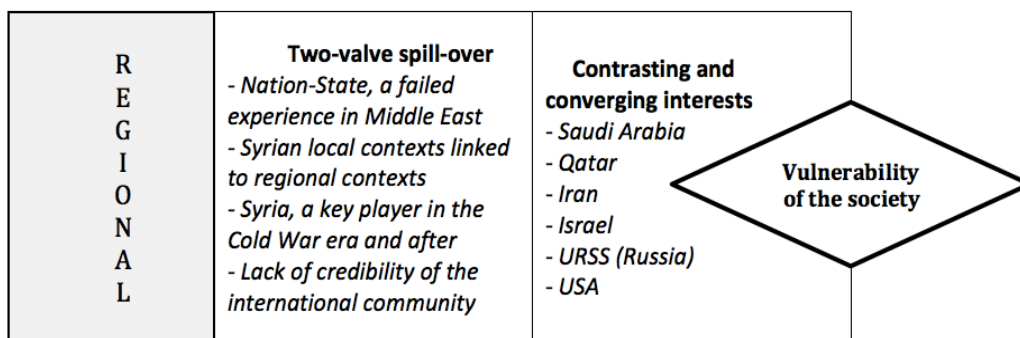 R
E
G
I
O
N
A
L
Two-valve spill-over
- Nation-State, a failed
experience in Middle East
- Syrian local contexts linked
to regional contexts
- Syria, a key player in the
Cold War era and after
- Lack of credibility of the
international community
Contrasting and
converging interests
- Saudi Arabia
- Qatar
- Iran
- Israel
- URSS (Russia)
- USA
Vulnerability
of the society